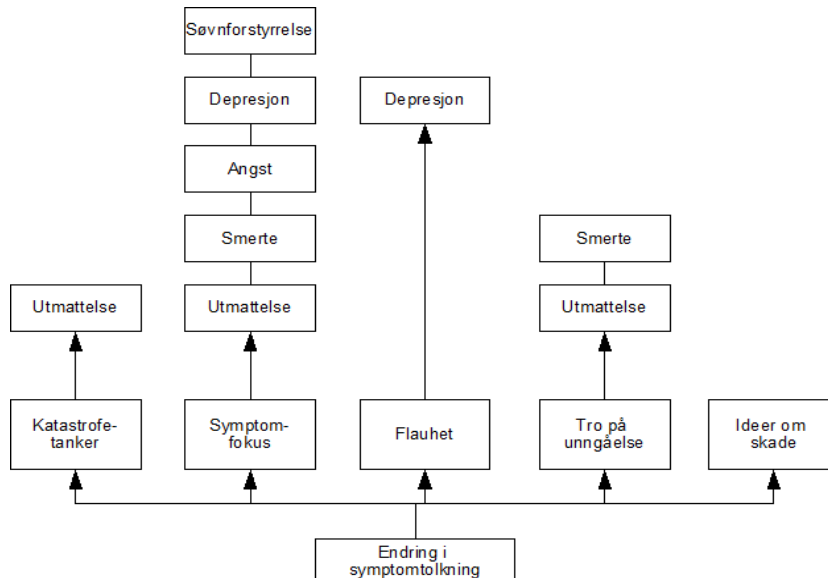 Søvnforstyrrelse
Depresjon
Depresjon
Angst
Smerte
Smerte
Utmattelse
Utmattelse
Utmattelse
Katastrofe-
tanker
Symptom-
fokus
Flauhet
Tro på
unngåelse
Ideer om
skade
Endring i
symptomtolkning